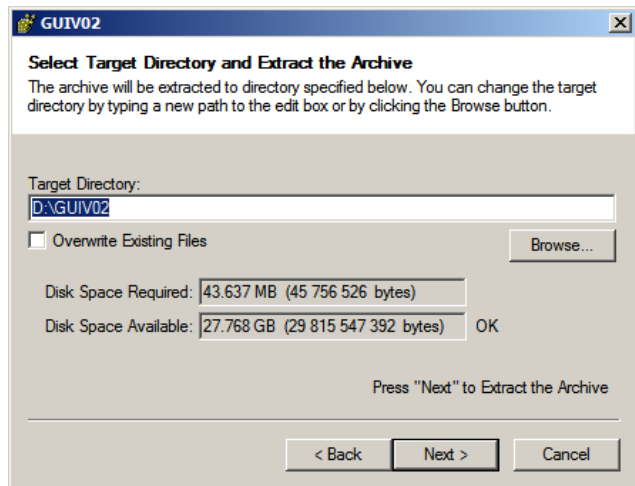 GUIV02
Select Target Directory and Extract the Archive
The archive will be extracted to directory specified below. You can change the target
directory by typing a new path to the edit box or by clicking the Browse button.
Target Directory:
D:\GUIV02
Overwrite Existing Files
Browse...
Disk Space Required: 43.637 MB (45 756 526 bytes)
Disk Space Available: 27.768 GB (29 815 547 392 bytes) OK
Press "Next" to Extract the Archive
< Back Next > Cancel